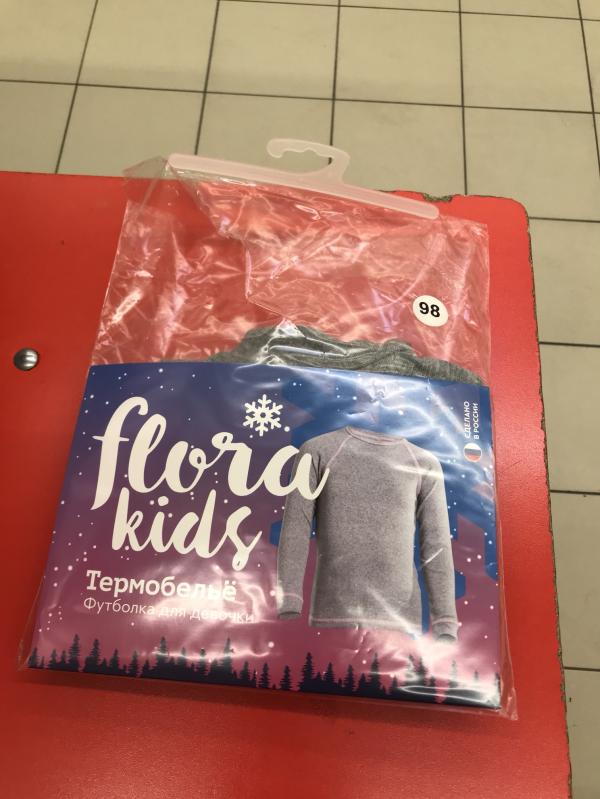 98
flora
kids
Термобельё
Футболка для девочки
СДЕЛАНО
В РОССИИ